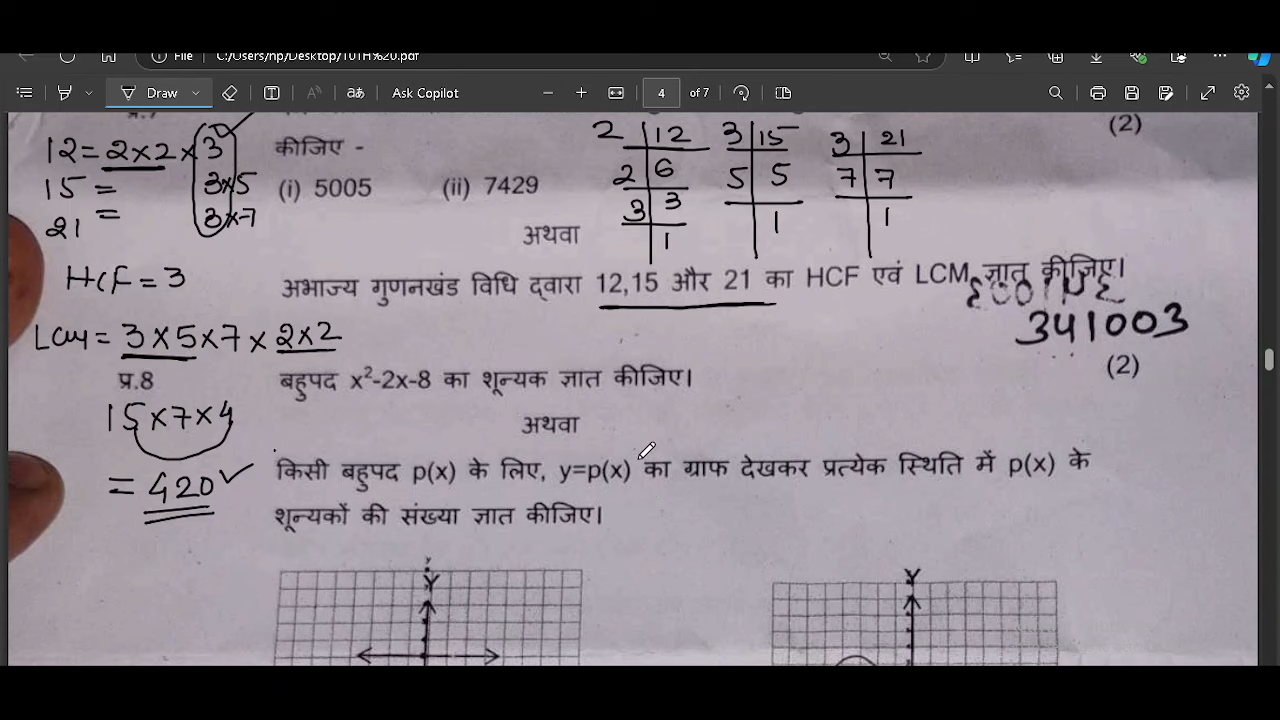 File C:/Users/np/Desktop/10TH%20.pdf
Draw aあ Ask Copilot 4 of 7
(2)
12 = 2×2×3
15 = 3×5
21 = 3×7
HCF = 3
LCM = 3×5×7×2×2
15×7×4
= 420 ✓
कीजिए -
(i) 5005 (ii) 7429
2 | 12
2 | 6
3 | 3
1
3 | 15
5 | 5
1
3 | 21
7 | 7
1
अथवा
अभाज्य गुणनखंड विधि द्वारा 12,15 और 21 का HCF एवं LCM ज्ञात कीजिए।
341003
(2)
प्र.8 बहुपद x²-2x-8 का शून्यक ज्ञात कीजिए।
अथवा
किसी बहुपद p(x) के लिए, y=p(x) का ग्राफ देखकर प्रत्येक स्थिति में p(x) के
शून्यकों की संख्या ज्ञात कीजिए।
Y
Y